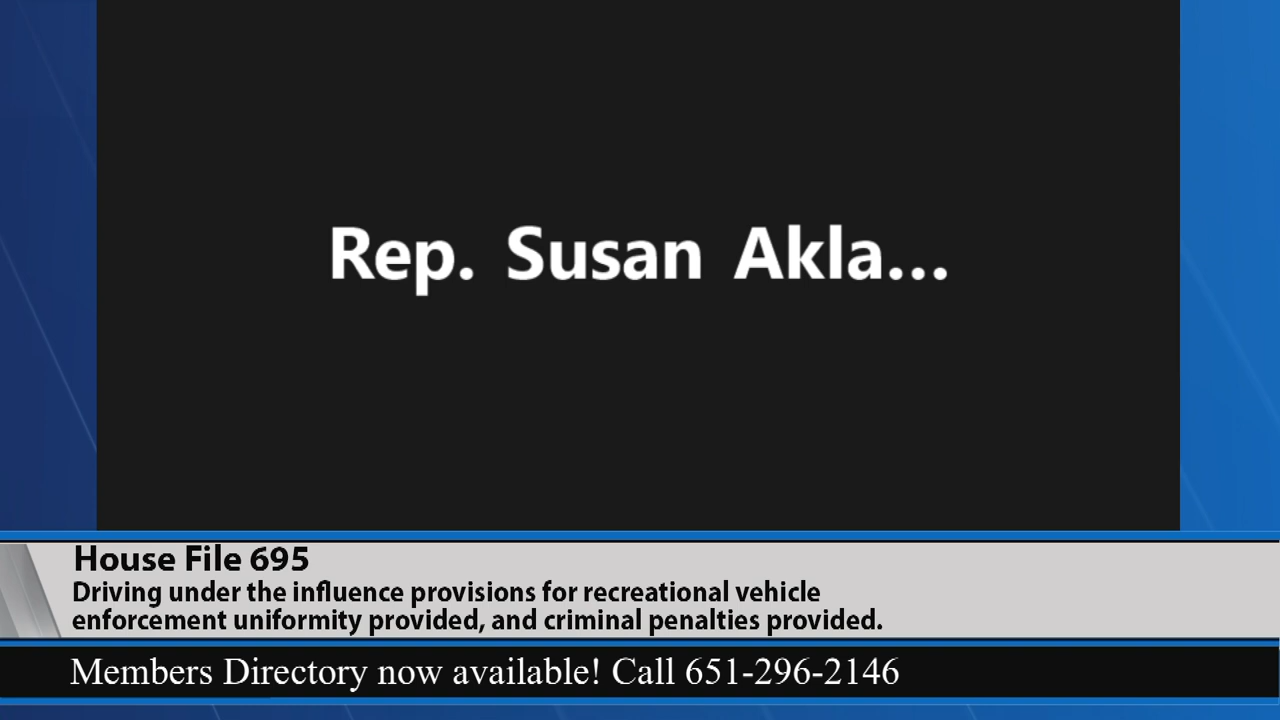 Rep. Susan Akla...
House File 695
Driving under the influence provisions for recreational vehicle
enforcement uniformity provided, and criminal penalties provided.
Members Directory now available! Call 651-296-2146